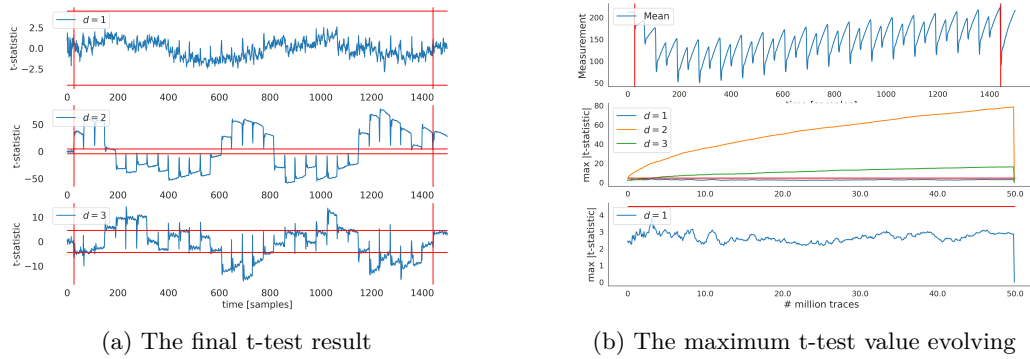 t-statistic
2.5
0.0
−2.5
d = 1
0 200 400 600 800 1000 1200 1400
t-statistic
50
0
−50
d = 2
0 200 400 600 800 1000 1200 1400
t-statistic
10
0
−10
d = 3
0 200 400 600 800 1000 1200 1400
time [samples]
(a) The final t-test result
Measurement
200
150
100
50
Mean
0 200 400 600 800 1000 1200 1400
time [samples]
max |t-statistic|
80
60
40
20
0
d = 1
d = 2
d = 3
0 10.0 20.0 30.0 40.0 50.0
max |t-statistic|
4
3
2
1
0
d = 1
0 10.0 20.0 30.0 40.0 50.0
# million traces
(b) The maximum t-test value evolving